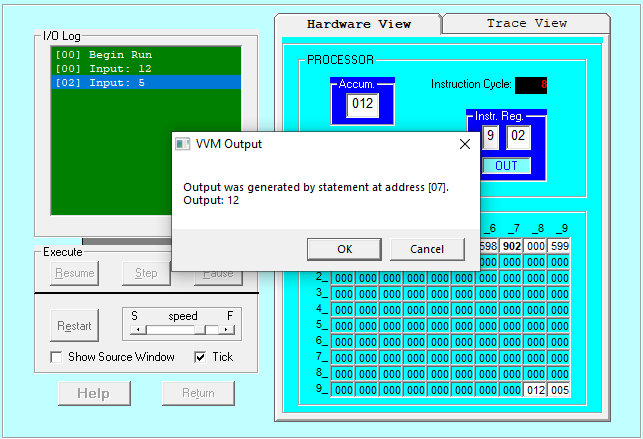 Hardware View
Trace View
I/O Log
[00] Begin Run
[00] Input: 12
[02] Input: 5
PROCESSOR
Accum.
012
Instruction Cycle: 8
Instr. Reg.
9 02
OUT
VVM Output
Output was generated by statement at address [07].
Output: 12
OK
Cancel
_6 _7 _8 _9
598 902 000 599
2_ 000 000 000 000 000 000 000 000 000 000
3_ 000 000 000 000 000 000 000 000 000 000
4_ 000 000 000 000 000 000 000 000 000 000
5_ 000 000 000 000 000 000 000 000 000 000
6_ 000 000 000 000 000 000 000 000 000 000
7_ 000 000 000 000 000 000 000 000 000 000
8_ 000 000 000 000 000 000 000 000 000 000
9_ 000 000 000 000 000 000 000 000 012 005
Execute
Resume
Step
Pause
Restart
S speed F
Show Source Window
Tick
Help
Return